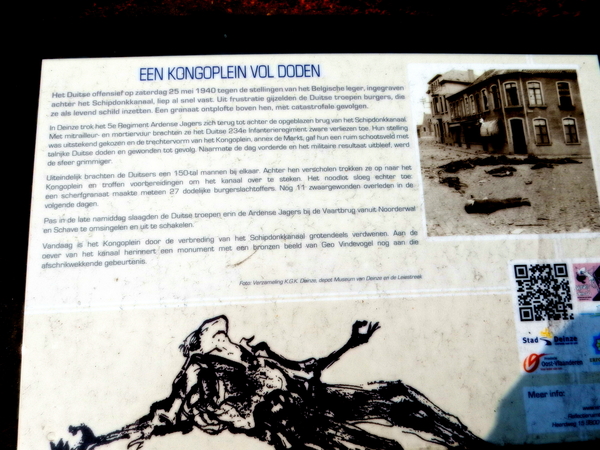 EEN KONGOPLEIN VOL DODEN
Het Duitse offensief op zaterdag 25 mei 1940 tegen de stellingen van het Belgische leger, ingegraven
achter het Schipdonkkanaal, liep al snel vast. Uit frustratie gijzelden de Duitse troepen burgers, die
ze als levend schild inzetten. Een granaat ontplofte boven hen, met catastrofale gevolgen.
In Deinze trok het 5e Regiment Ardense Jagers zich terug tot achter de opgeblazen brug van het Schipdonkkanaal.
Met mitrailleur- en mortiervuur brachten ze het Duitse 234e Infanterieregiment zware verliezen toe. Hun stelling
was uitstekend gekozen en de trechtervorm van het Kongoplein, annex de Markt, gaf hun een ruim schootsveld met
talrijke Duitse doden en gewonden tot gevolg. Naarmate de dag vorderde en het militaire resultaat uitbleef, werd
de sfeer grimmiger.
Uiteindelijk brachten de Duitsers een 150-tal mannen bij elkaar. Achter hen verscholen trokken ze op naar het
Kongoplein en troffen voorbereidingen om het kanaal over te steken. Het noodlot sloeg echter toe:
een scherfgranaat maakte meteen 27 dodelijke burgerslachtoffers. Nog 11 zwaargewonden overleden in de
volgende dagen.
Pas in de late namiddag slaagden de Duitse troepen erin de Ardense Jagers bij de Vaartbrug vanuit Noorderwal
en Schave te omsingelen en uit te schakelen.
Vandaag is het Kongoplein door de verbreding van het Schipdonkkanaal grotendeels verdwenen. Aan de
oever van het kanaal herinnert een monument met een bronzen beeld van Geo Vindevogel nog aan die
afschrikwekkende gebeurtenis.
Foto: Verzameling K.G.K. Deinze, depot Museum van Deinze en de Leiestreek
Stad Deinze
Oost-Vlaanderen
Meer info: